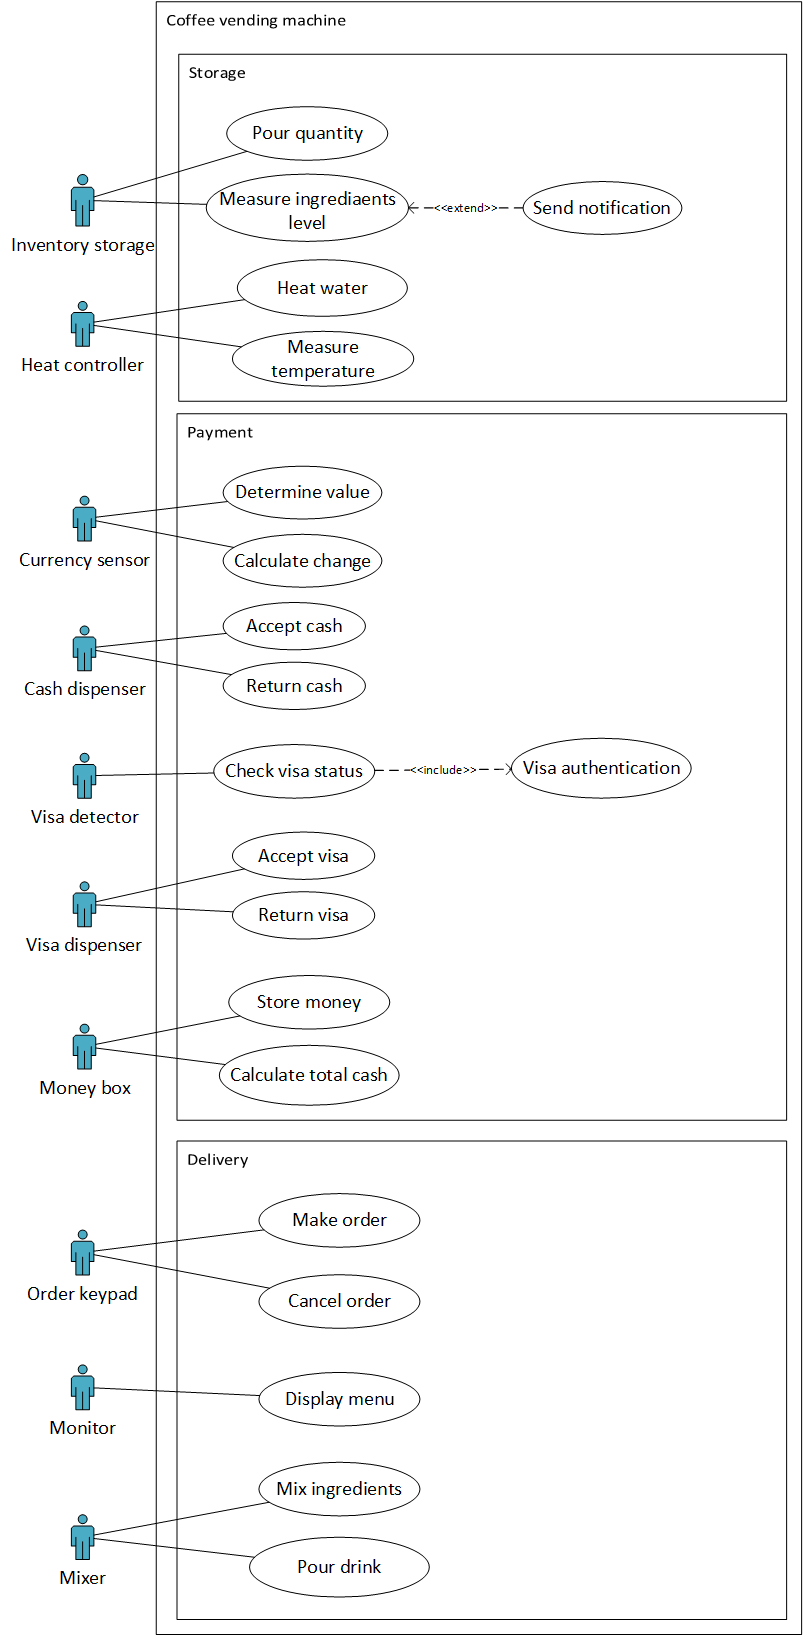 Coffee vending machine
Storage
Pour quantity
Measure ingrediaents
level
<<extend>>
Send notification
Inventory storage
Heat water
Measure
temperature
Heat controller
Payment
Determine value
Calculate change
Currency sensor
Accept cash
Return cash
Cash dispenser
Check visa status
<<include>>
Visa authentication
Visa detector
Accept visa
Return visa
Visa dispenser
Store money
Calculate total cash
Money box
Delivery
Make order
Cancel order
Order keypad
Display menu
Monitor
Mix ingredients
Pour drink
Mixer